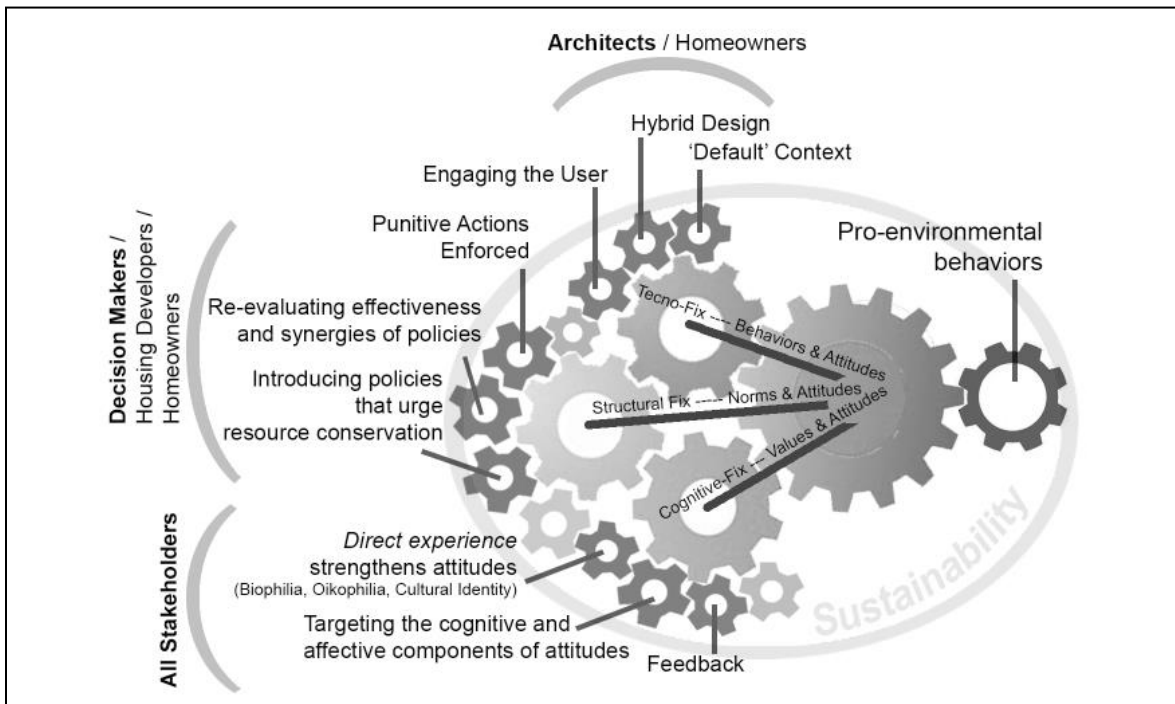 Architects / Homeowners
Hybrid Design
'Default' Context
Engaging the User
Punitive Actions
Enforced
Pro-environmental
behaviors
Decision Makers /
Housing Developers /
Homeowners
Re-evaluating effectiveness
and synergies of policies
Introducing policies
that urge
resource conservation
Tecno-Fix ---- Behaviors & Attitudes
Structural Fix ----- Norms & Attitudes
Cognitive-Fix --- Values & Attitudes
All Stakeholders
Direct experience
strengthens attitudes
(Biophilia, Oikophilia, Cultural Identity)
Targeting the cognitive and
affective components of attitudes
Feedback
Sustainability